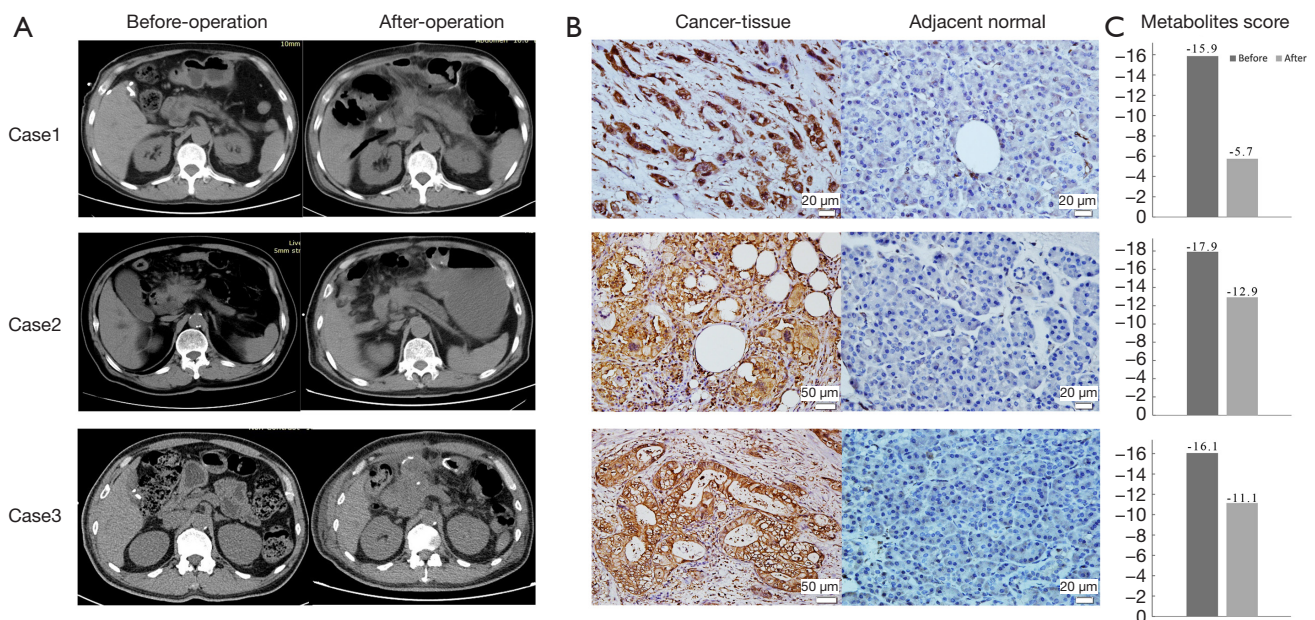 A
Before-operation
After-operation
B
Cancer-tissue
Adjacent normal
C
Metabolites score
Case1
10mm
20 µm
20 µm
Before
After
−16
−14
−12
−10
−8
−6
−4
−2
0
-15.9
-5.7
Case2
Live
5mm
50 µm
20 µm
−18
−16
−14
−12
−10
−8
−6
−4
−2
0
-17.9
-12.9
Case3
50 µm
20 µm
−16
−14
−12
−10
−8
−6
−4
−2
0
-16.1
-11.1